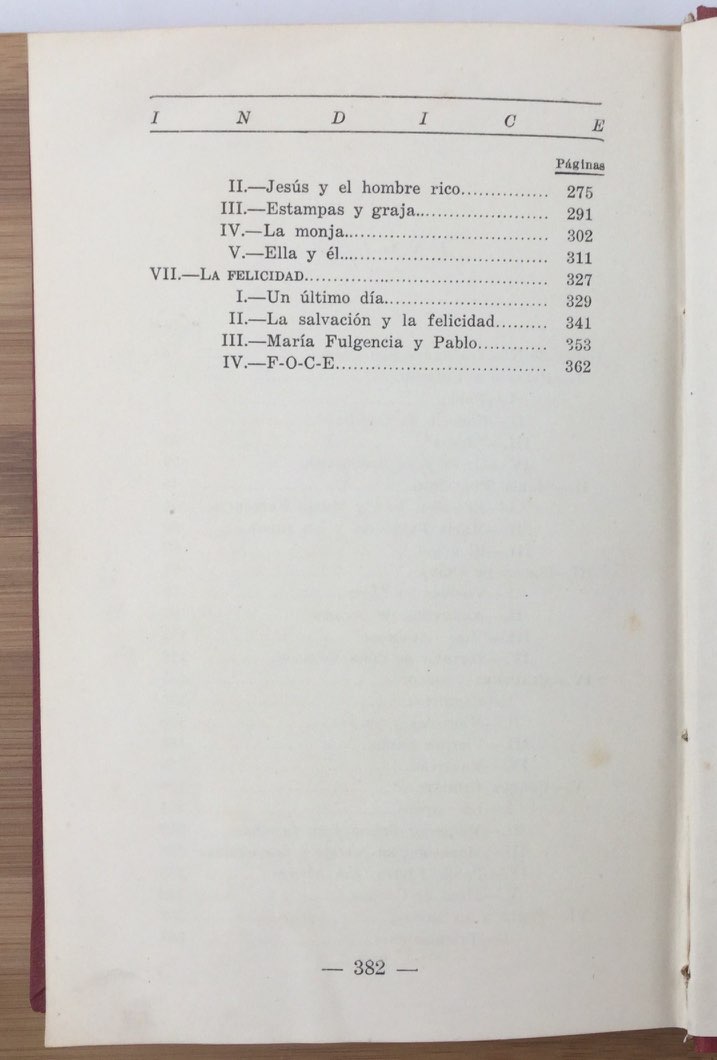 I N D I C E
Páginas
II.—Jesús y el hombre rico............... 275
III.—Estampas y graja....................... 291
IV.—La monja................................... 302
V.—Ella y él.................................... 311
VII.—LA FELICIDAD.......................................... 327
I.—Un último día............................ 329
II.—La salvación y la felicidad......... 341
III.—María Fulgencia y Pablo............ 353
IV.—F-O-C-E.................................... 362
— 382 —